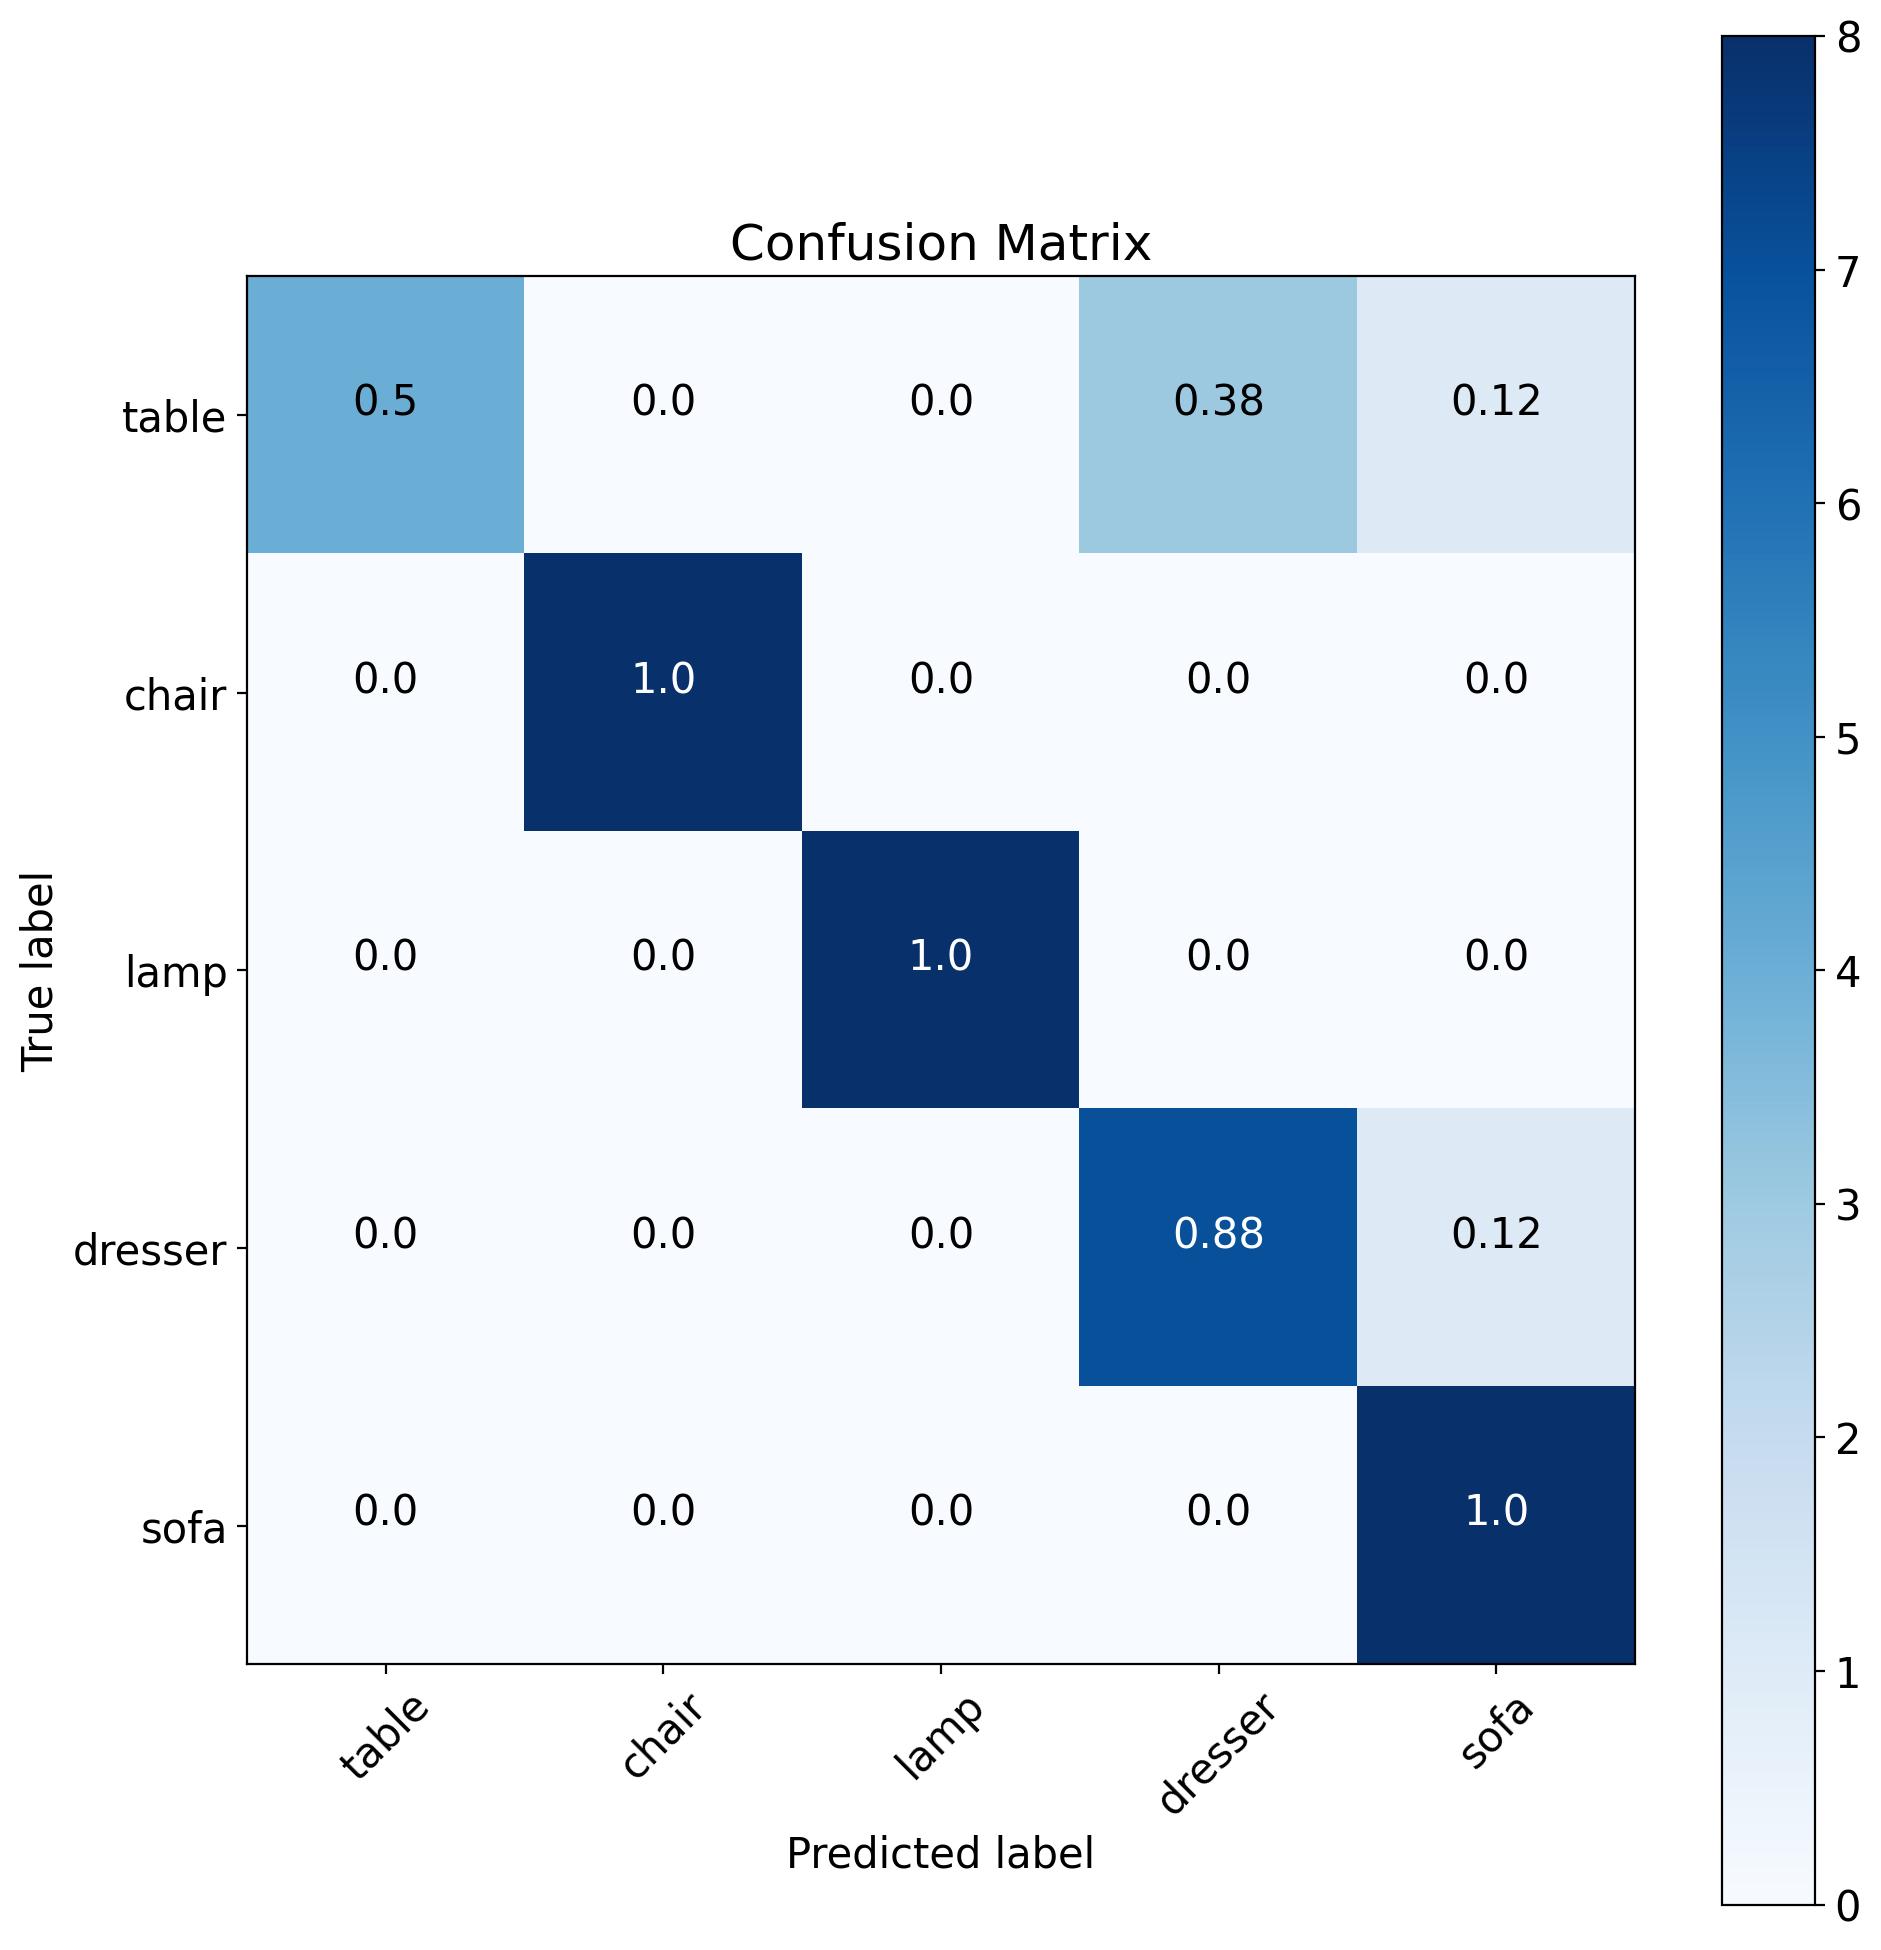 Confusion Matrix
table 0.5 0.0 0.0 0.38 0.12
chair 0.0 1.0 0.0 0.0 0.0
lamp 0.0 0.0 1.0 0.0 0.0
dresser 0.0 0.0 0.0 0.88 0.12
sofa 0.0 0.0 0.0 0.0 1.0
True label
table chair lamp dresser sofa
Predicted label
8
7
6
5
4
3
2
1
0